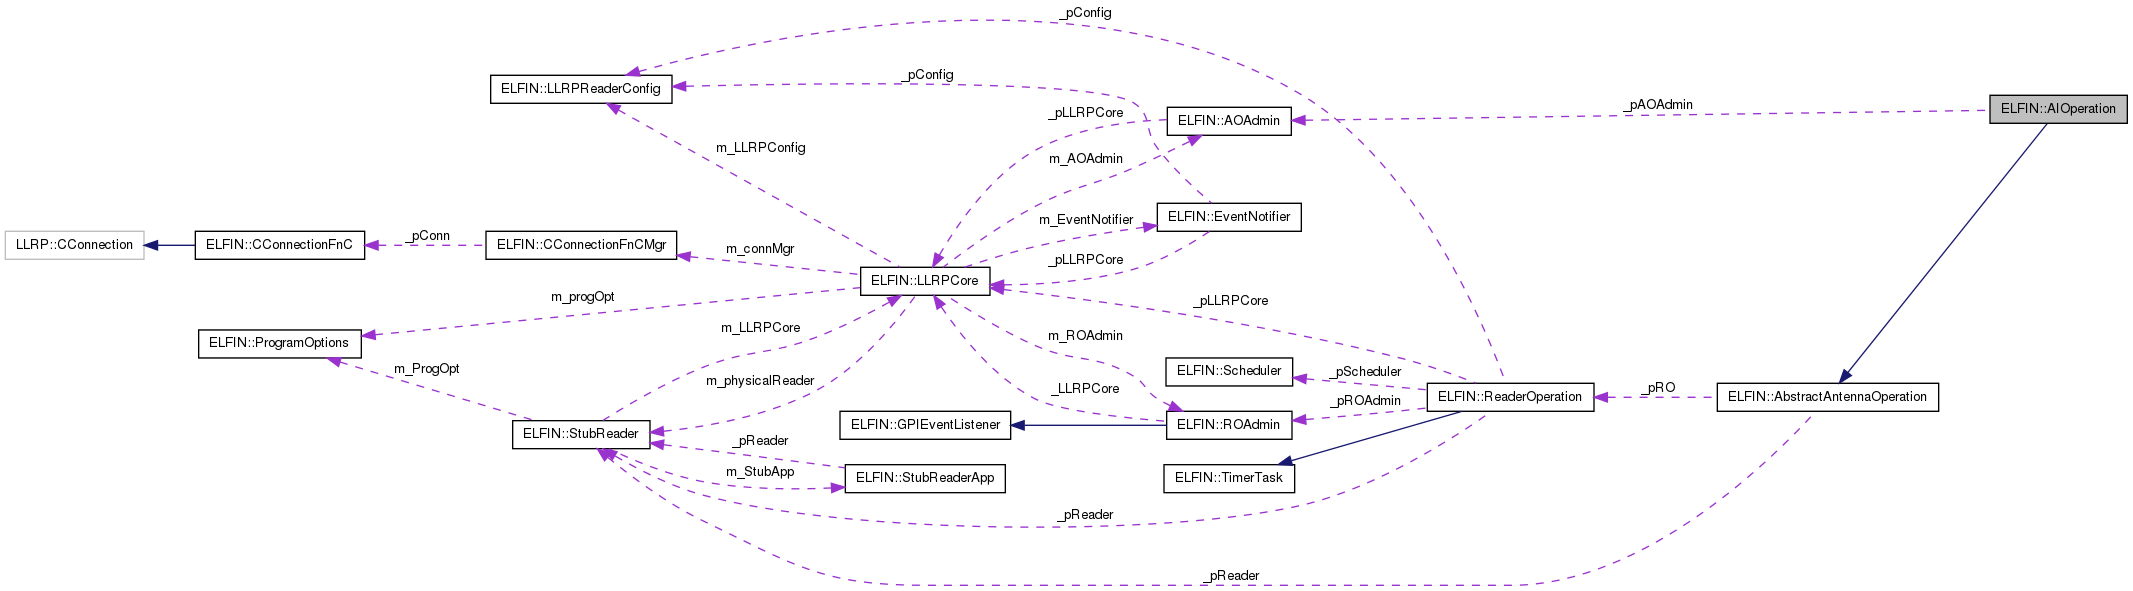 _pConfig
ELFIN::LLRPReaderConfig
_pConfig
_pAOAdmin
ELFIN::AIOperation
_pLLRPCore
ELFIN::AOAdmin
m_LLRPConfig
m_AOAdmin
m_EventNotifier
ELFIN::EventNotifier
LLRP::CConnection
ELFIN::CConnectionFnC
_pConn
ELFIN::CConnectionFnCMgr
m_connMgr
_pLLRPCore
ELFIN::LLRPCore
m_progOpt
_pLLRPCore
m_LLRPCore
m_ROAdmin
ELFIN::ProgramOptions
m_ProgOpt
m_physicalReader
ELFIN::Scheduler
_pScheduler
_LLRPCore
_pROAdmin
ELFIN::ReaderOperation
_pRO
ELFIN::AbstractAntennaOperation
ELFIN::GPIEventListener
ELFIN::ROAdmin
ELFIN::StubReader
_pReader
m_StubApp
ELFIN::StubReaderApp
ELFIN::TimerTask
_pReader
_pReader